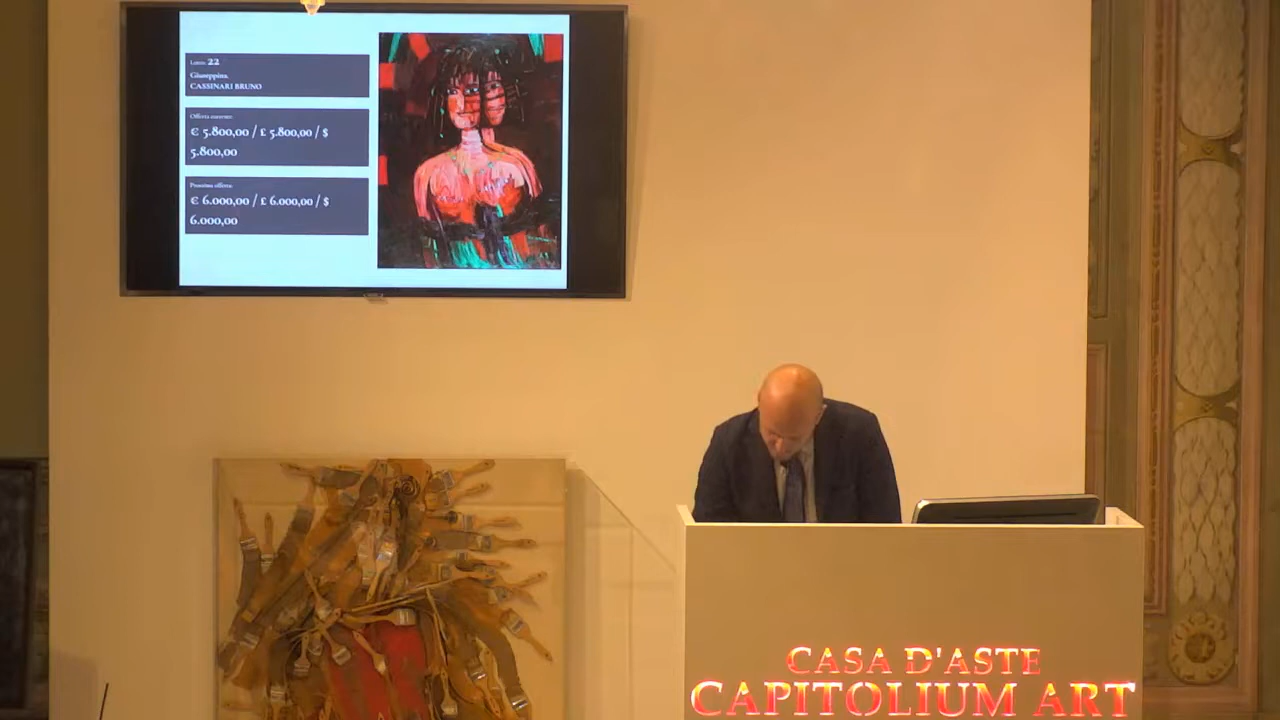 Lotto: 22
Giuseppina.
CASSINARI BRUNO
Offerta corrente:
€ 5.800,00 / £ 5.800,00 / $
5.800,00
Prossima offerta:
€ 6.000,00 / £ 6.000,00 / $
6.000,00
CASA D'ASTE
CAPITOLIUM ART